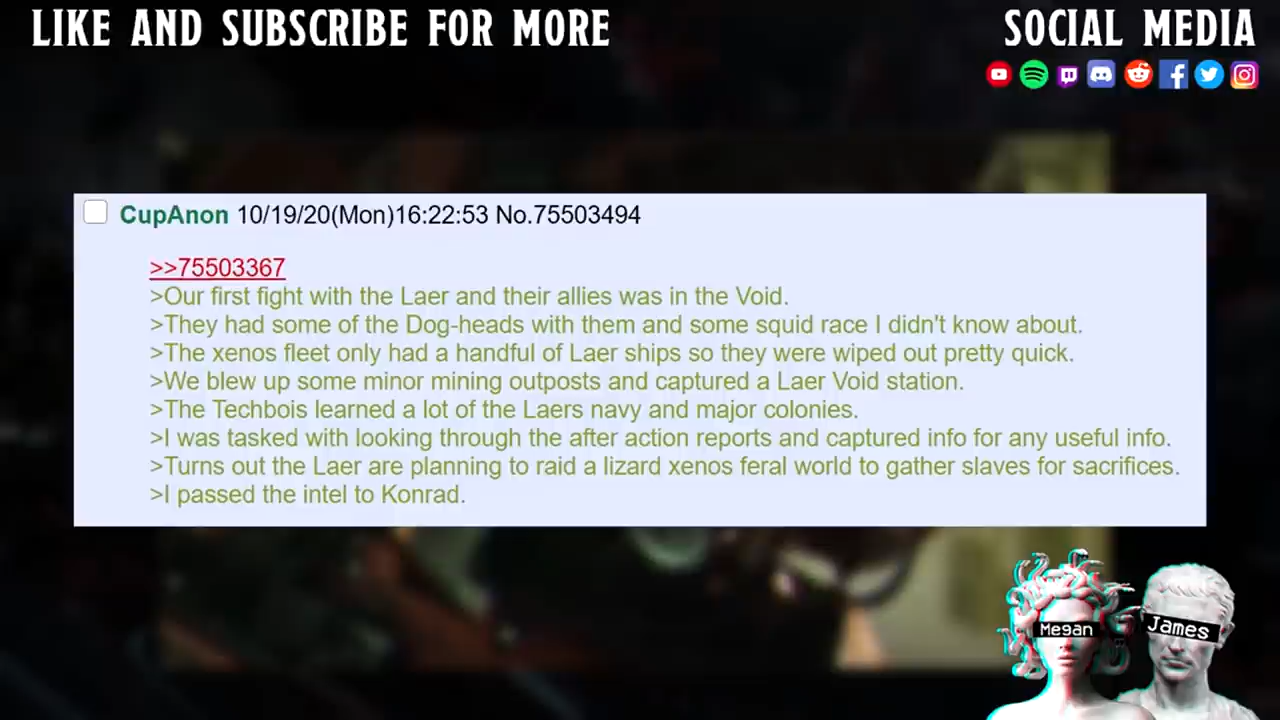 LIKE AND SUBSCRIBE FOR MORE
SOCIAL MEDIA
CupAnon 10/19/20(Mon)16:22:53 No.75503494
>>75503367
>Our first fight with the Laer and their allies was in the Void.
>They had some of the Dog-heads with them and some squid race I didn't know about.
>The xenos fleet only had a handful of Laer ships so they were wiped out pretty quick.
>We blew up some minor mining outposts and captured a Laer Void station.
>The Techbois learned a lot of the Laers navy and major colonies.
>I was tasked with looking through the after action reports and captured info for any useful info.
>Turns out the Laer are planning to raid a lizard xenos feral world to gather slaves for sacrifices.
>I passed the intel to Konrad.
Megan
James